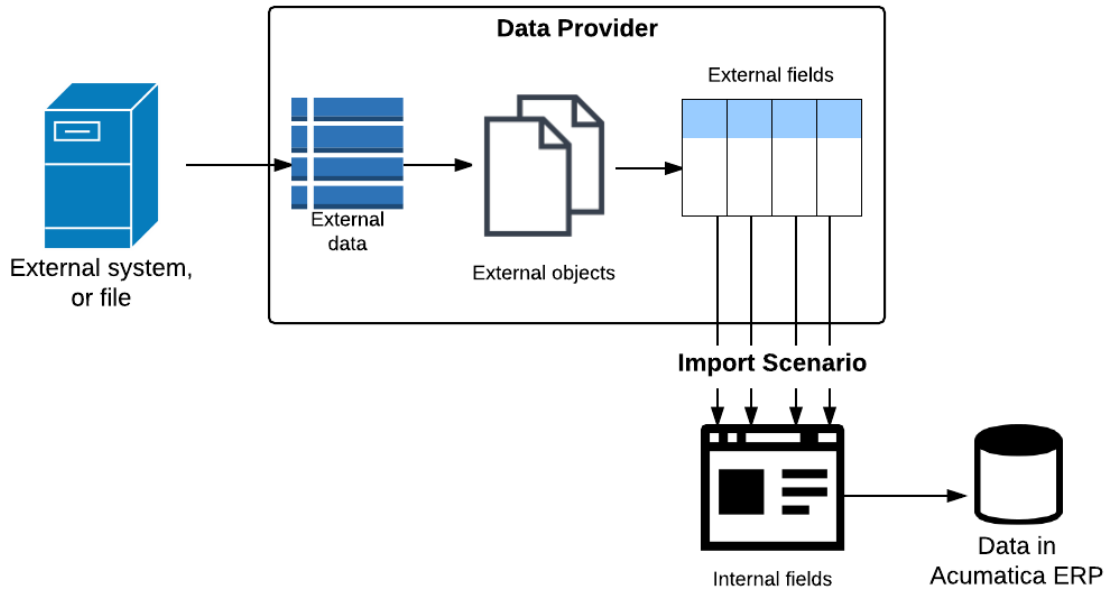 Data Provider
External fields
External
data
External objects
External system,
or file
Import Scenario
Internal fields
Data in
Acumatica ERP